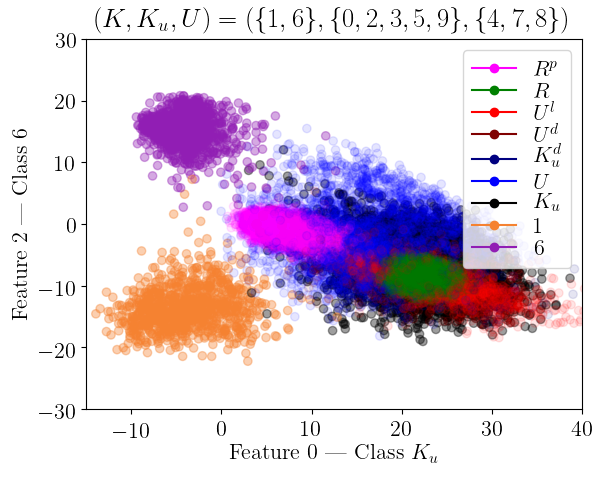 (K, K_u, U) = ({1, 6}, {0, 2, 3, 5, 9}, {4, 7, 8})
30
20
10
0
−10
−20
−30
Feature 2 — Class 6
R^p
R
U^l
U^d
K_u^d
U
K_u
1
6
−10
0
10
20
30
40
Feature 0 — Class K_u